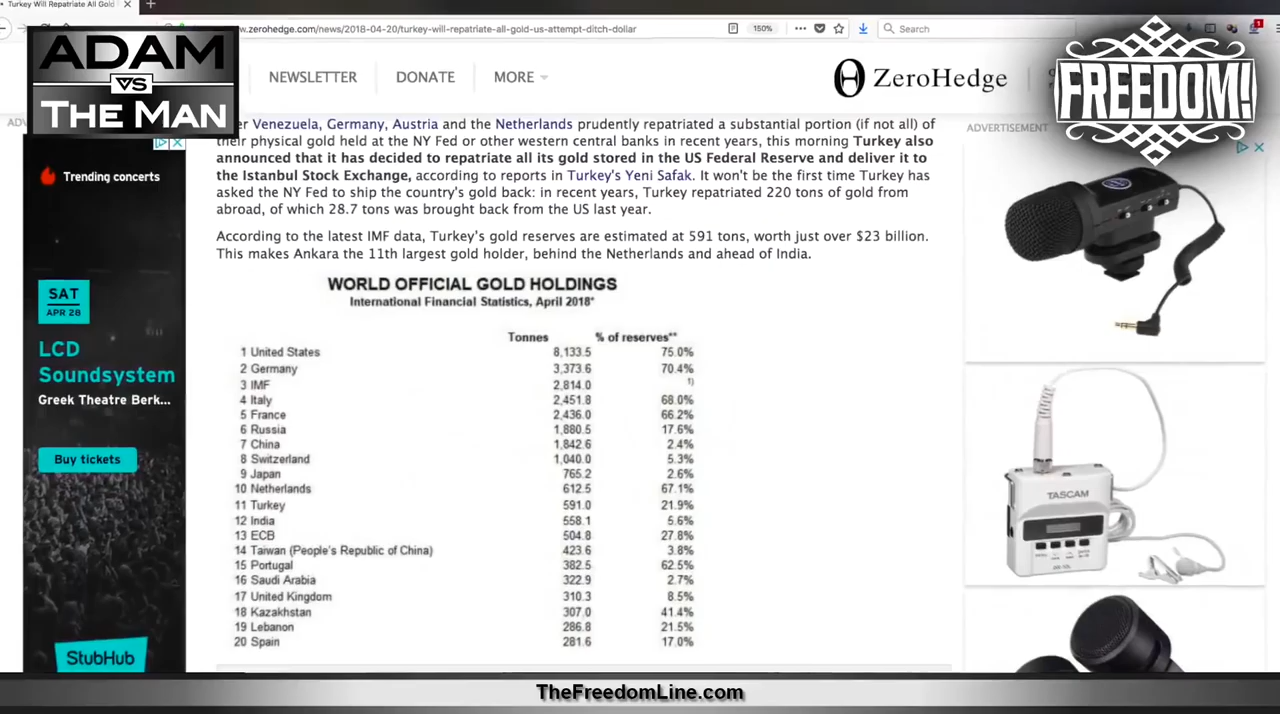 Turkey Will Repatriate All Gold
w.zerohedge.com/news/2018-04-20/turkey-will-repatriate-all-gold-us-attempt-ditch-dollar
150%
Search
1
ADAM
VS
THE MAN
NEWSLETTER
DONATE
MORE
ZeroHedge
FREEDOM!
ADVERTISEMENT
Venezuela, Germany, Austria and the Netherlands prudently repatriated a substantial portion (if not all) of
their physical gold held at the NY Fed or other western central banks in recent years, this morning Turkey also
announced that it has decided to repatriate all its gold stored in the US Federal Reserve and deliver it to
the Istanbul Stock Exchange, according to reports in Turkey's Yeni Safak. It won't be the first time Turkey has
asked the NY Fed to ship the country's gold back: in recent years, Turkey repatriated 220 tons of gold from
abroad, of which 28.7 tons was brought back from the US last year.
According to the latest IMF data, Turkey's gold reserves are estimated at 591 tons, worth just over $23 billion.
This makes Ankara the 11th largest gold holder, behind the Netherlands and ahead of India.
WORLD OFFICIAL GOLD HOLDINGS
International Financial Statistics, April 2018*
Tonnes % of reserves**
1 United States 8,133.5 75.0%
2 Germany 3,373.6 70.4%
3 IMF 2,814.0 1)
4 Italy 2,451.8 68.0%
5 France 2,436.0 66.2%
6 Russia 1,880.5 17.6%
7 China 1,842.6 2.4%
8 Switzerland 1,040.0 5.3%
9 Japan 765.2 2.6%
10 Netherlands 612.5 67.1%
11 Turkey 591.0 21.9%
12 India 558.1 5.6%
13 ECB 504.8 27.8%
14 Taiwan (People's Republic of China) 423.6 3.8%
15 Portugal 382.5 62.5%
16 Saudi Arabia 322.9 2.7%
17 United Kingdom 310.3 8.5%
18 Kazakhstan 307.0 41.4%
19 Lebanon 286.8 21.5%
20 Spain 281.6 17.0%
Trending concerts
SAT
APR 28
LCD
Soundsystem
Greek Theatre Berk...
Buy tickets
StubHub
TASCAM
TheFreedomLine.com